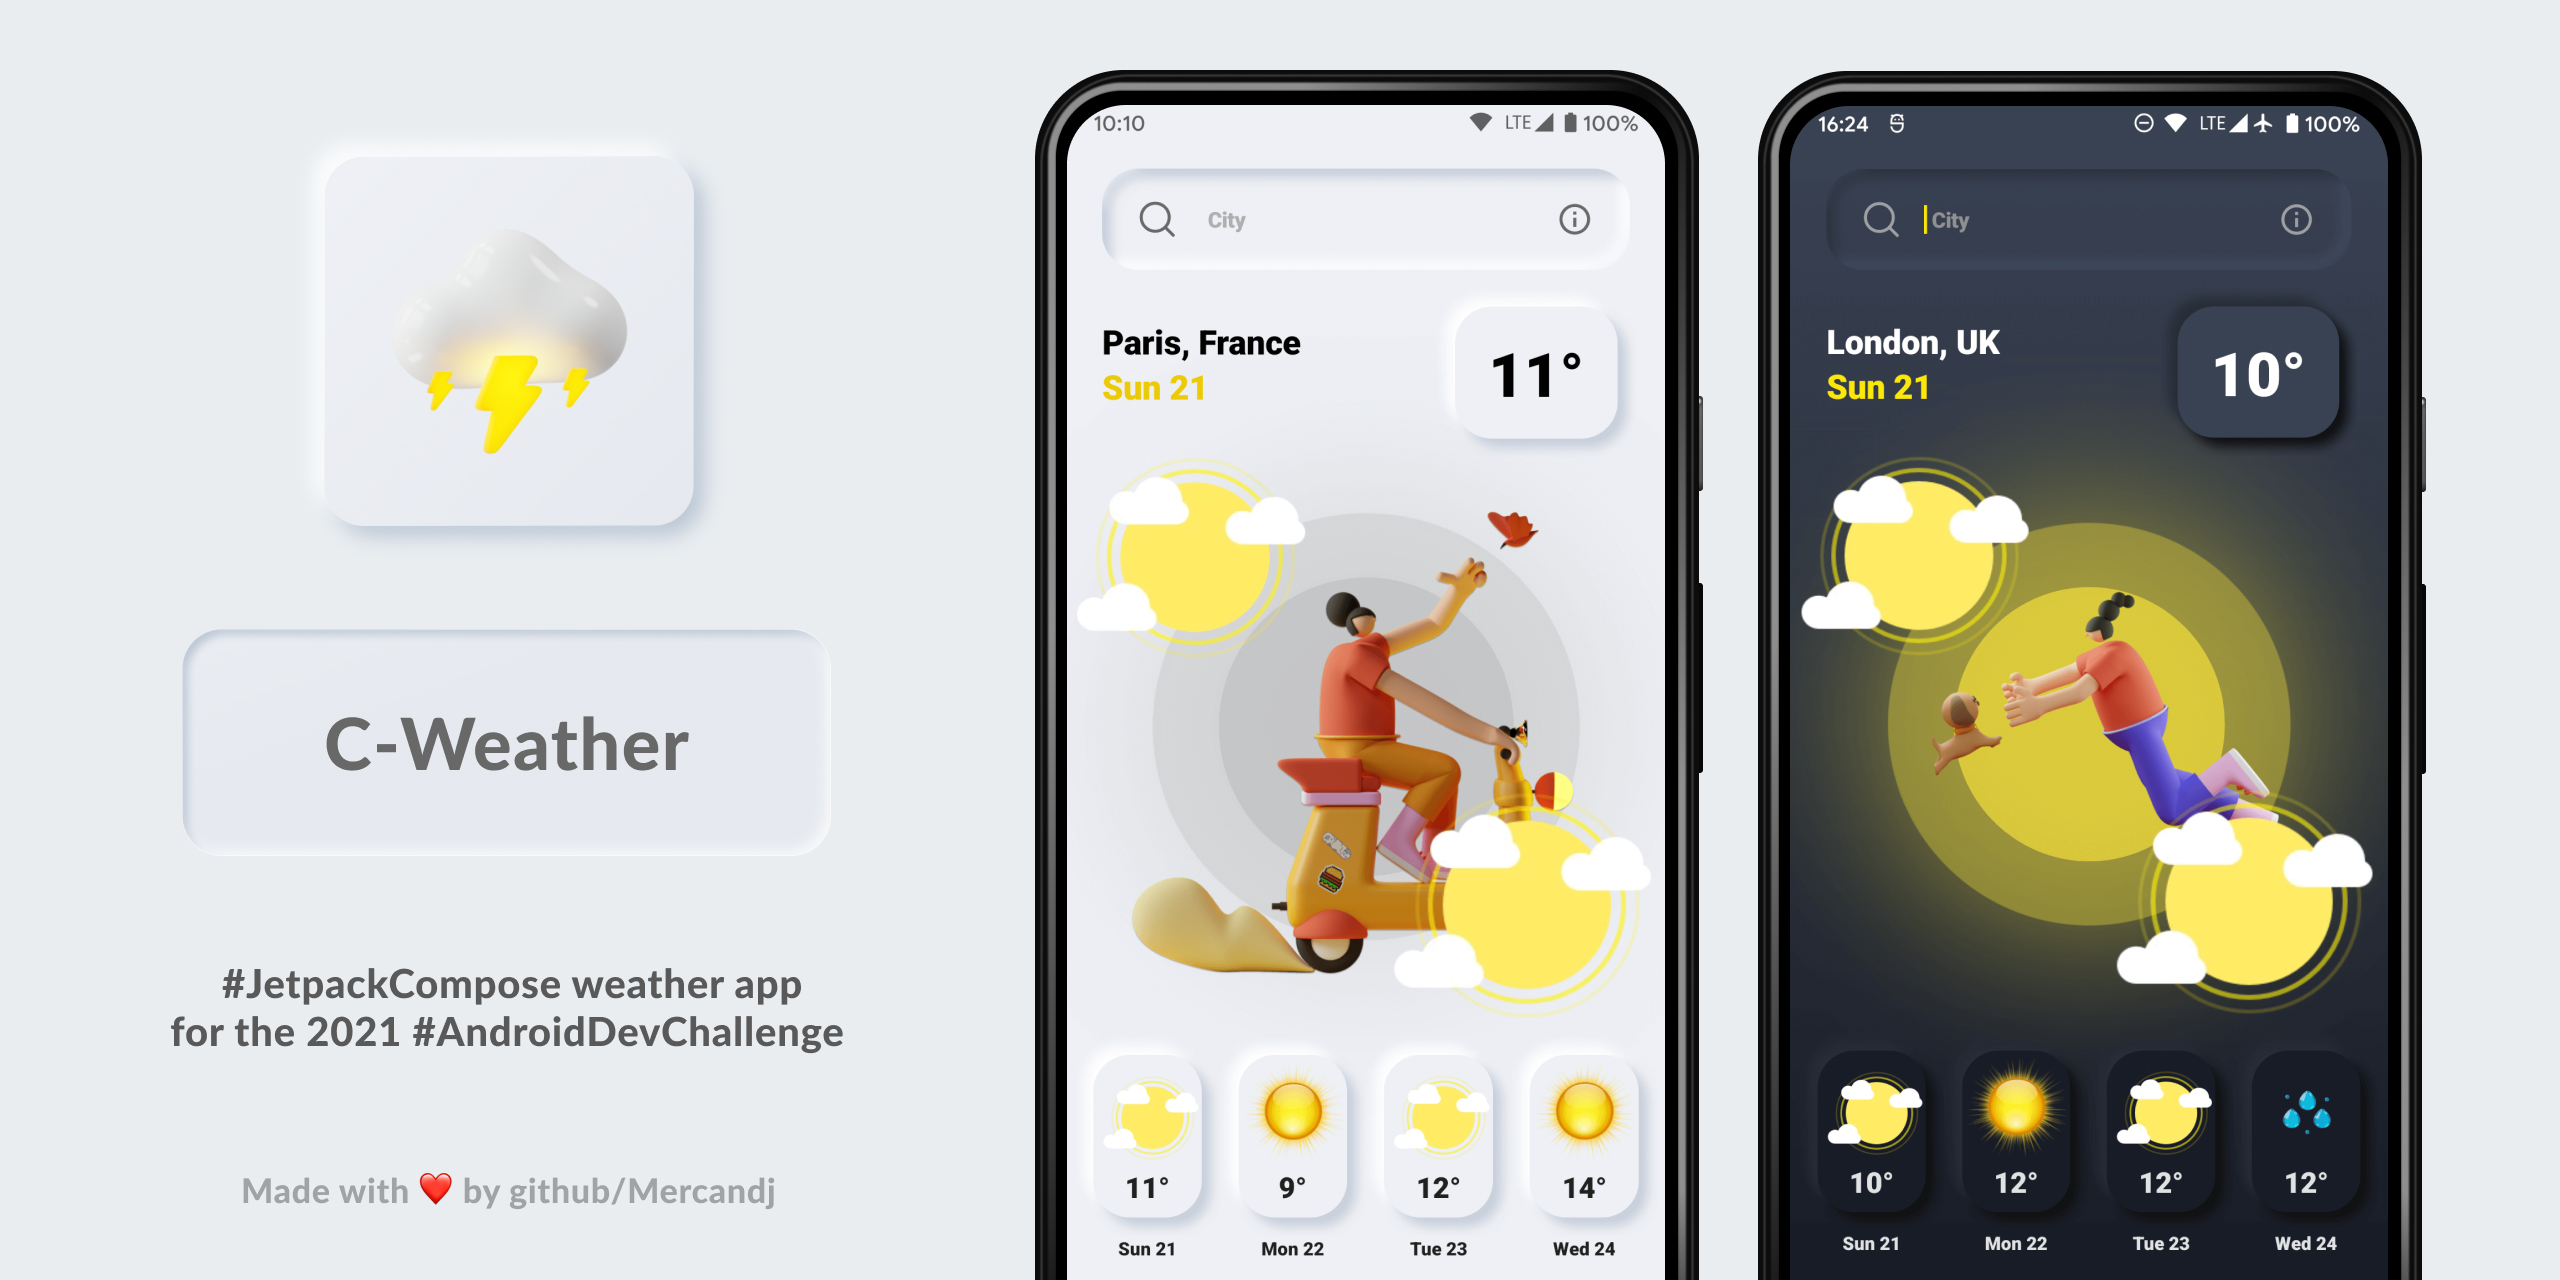 C-Weather
#JetpackCompose weather app
for the 2021 #AndroidDevChallenge
Made with ❤️ by github/Mercandj
10:10
LTE 100%
City
Paris, France
Sun 21
11°
11°
9°
12°
14°
Sun 21
Mon 22
Tue 23
Wed 24
16:24
LTE 100%
City
London, UK
Sun 21
10°
10°
12°
12°
12°
Sun 21
Mon 22
Tue 23
Wed 24